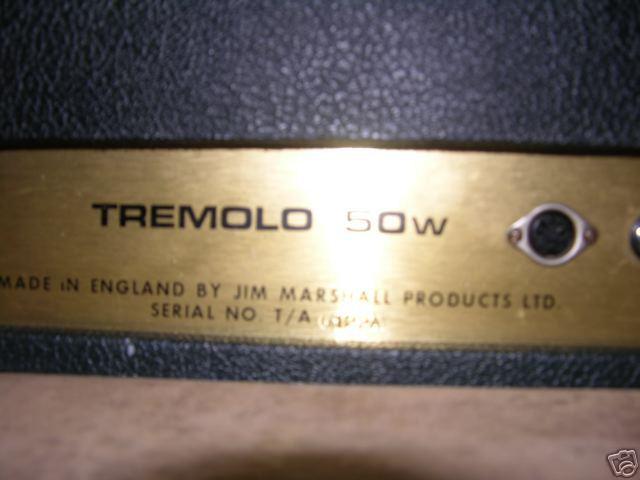 TREMOLO 50W
MADE IN ENGLAND BY JIM MARSHALL PRODUCTS LTD
SERIAL NO. T/A